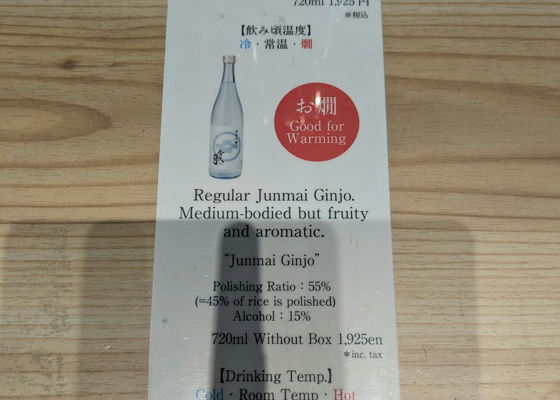 720ml 1,925円
※税込
【飲み頃温度】
冷・常温・燗
お燗
Good for
Warming
Regular Junmai Ginjo.
Medium-bodied but fruity
and aromatic.
“Junmai Ginjo”
Polishing Ratio：55%
(=45% of rice is polished)
Alcohol：15%
720ml Without Box 1,925en
*inc. tax
【Drinking Temp.】
Cold・Room Temp・Hot